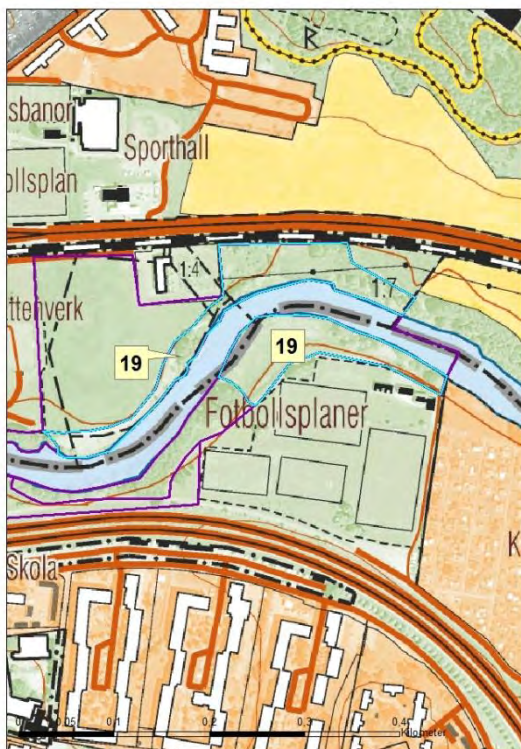 R
sbanor
Sporthall
ollsplan
1:4
1:7
ttenverk
19
19
Fotbollsplaner
K
Skola
0,05
0,1
0,2
0,3
0,4
Kilometer